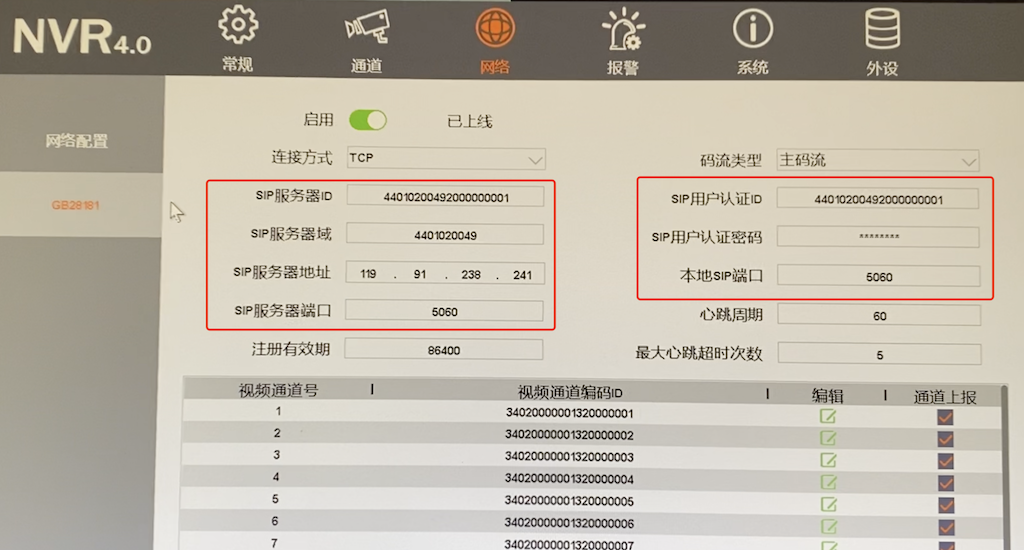 NVR4.0
常规 通道 网络 报警 系统 外设
网络配置
GB28181
启用 已上线
连接方式 TCP 码流类型 主码流
SIP服务器ID 44010200492000000001 SIP用户认证ID 44010200492000000001
SIP服务器域 4401020049 SIP用户认证密码 ********
SIP服务器地址 119 . 91 . 238 . 241 本地SIP端口 5060
SIP服务器端口 5060 心跳周期 60
注册有效期 86400 最大心跳超时次数 5
视频通道号 视频通道编码ID 编辑 通道上报
1 34020000001320000001
2 34020000001320000002
3 34020000001320000003
4 34020000001320000004
5 34020000001320000005
6 34020000001320000006
7 34020000001320000007